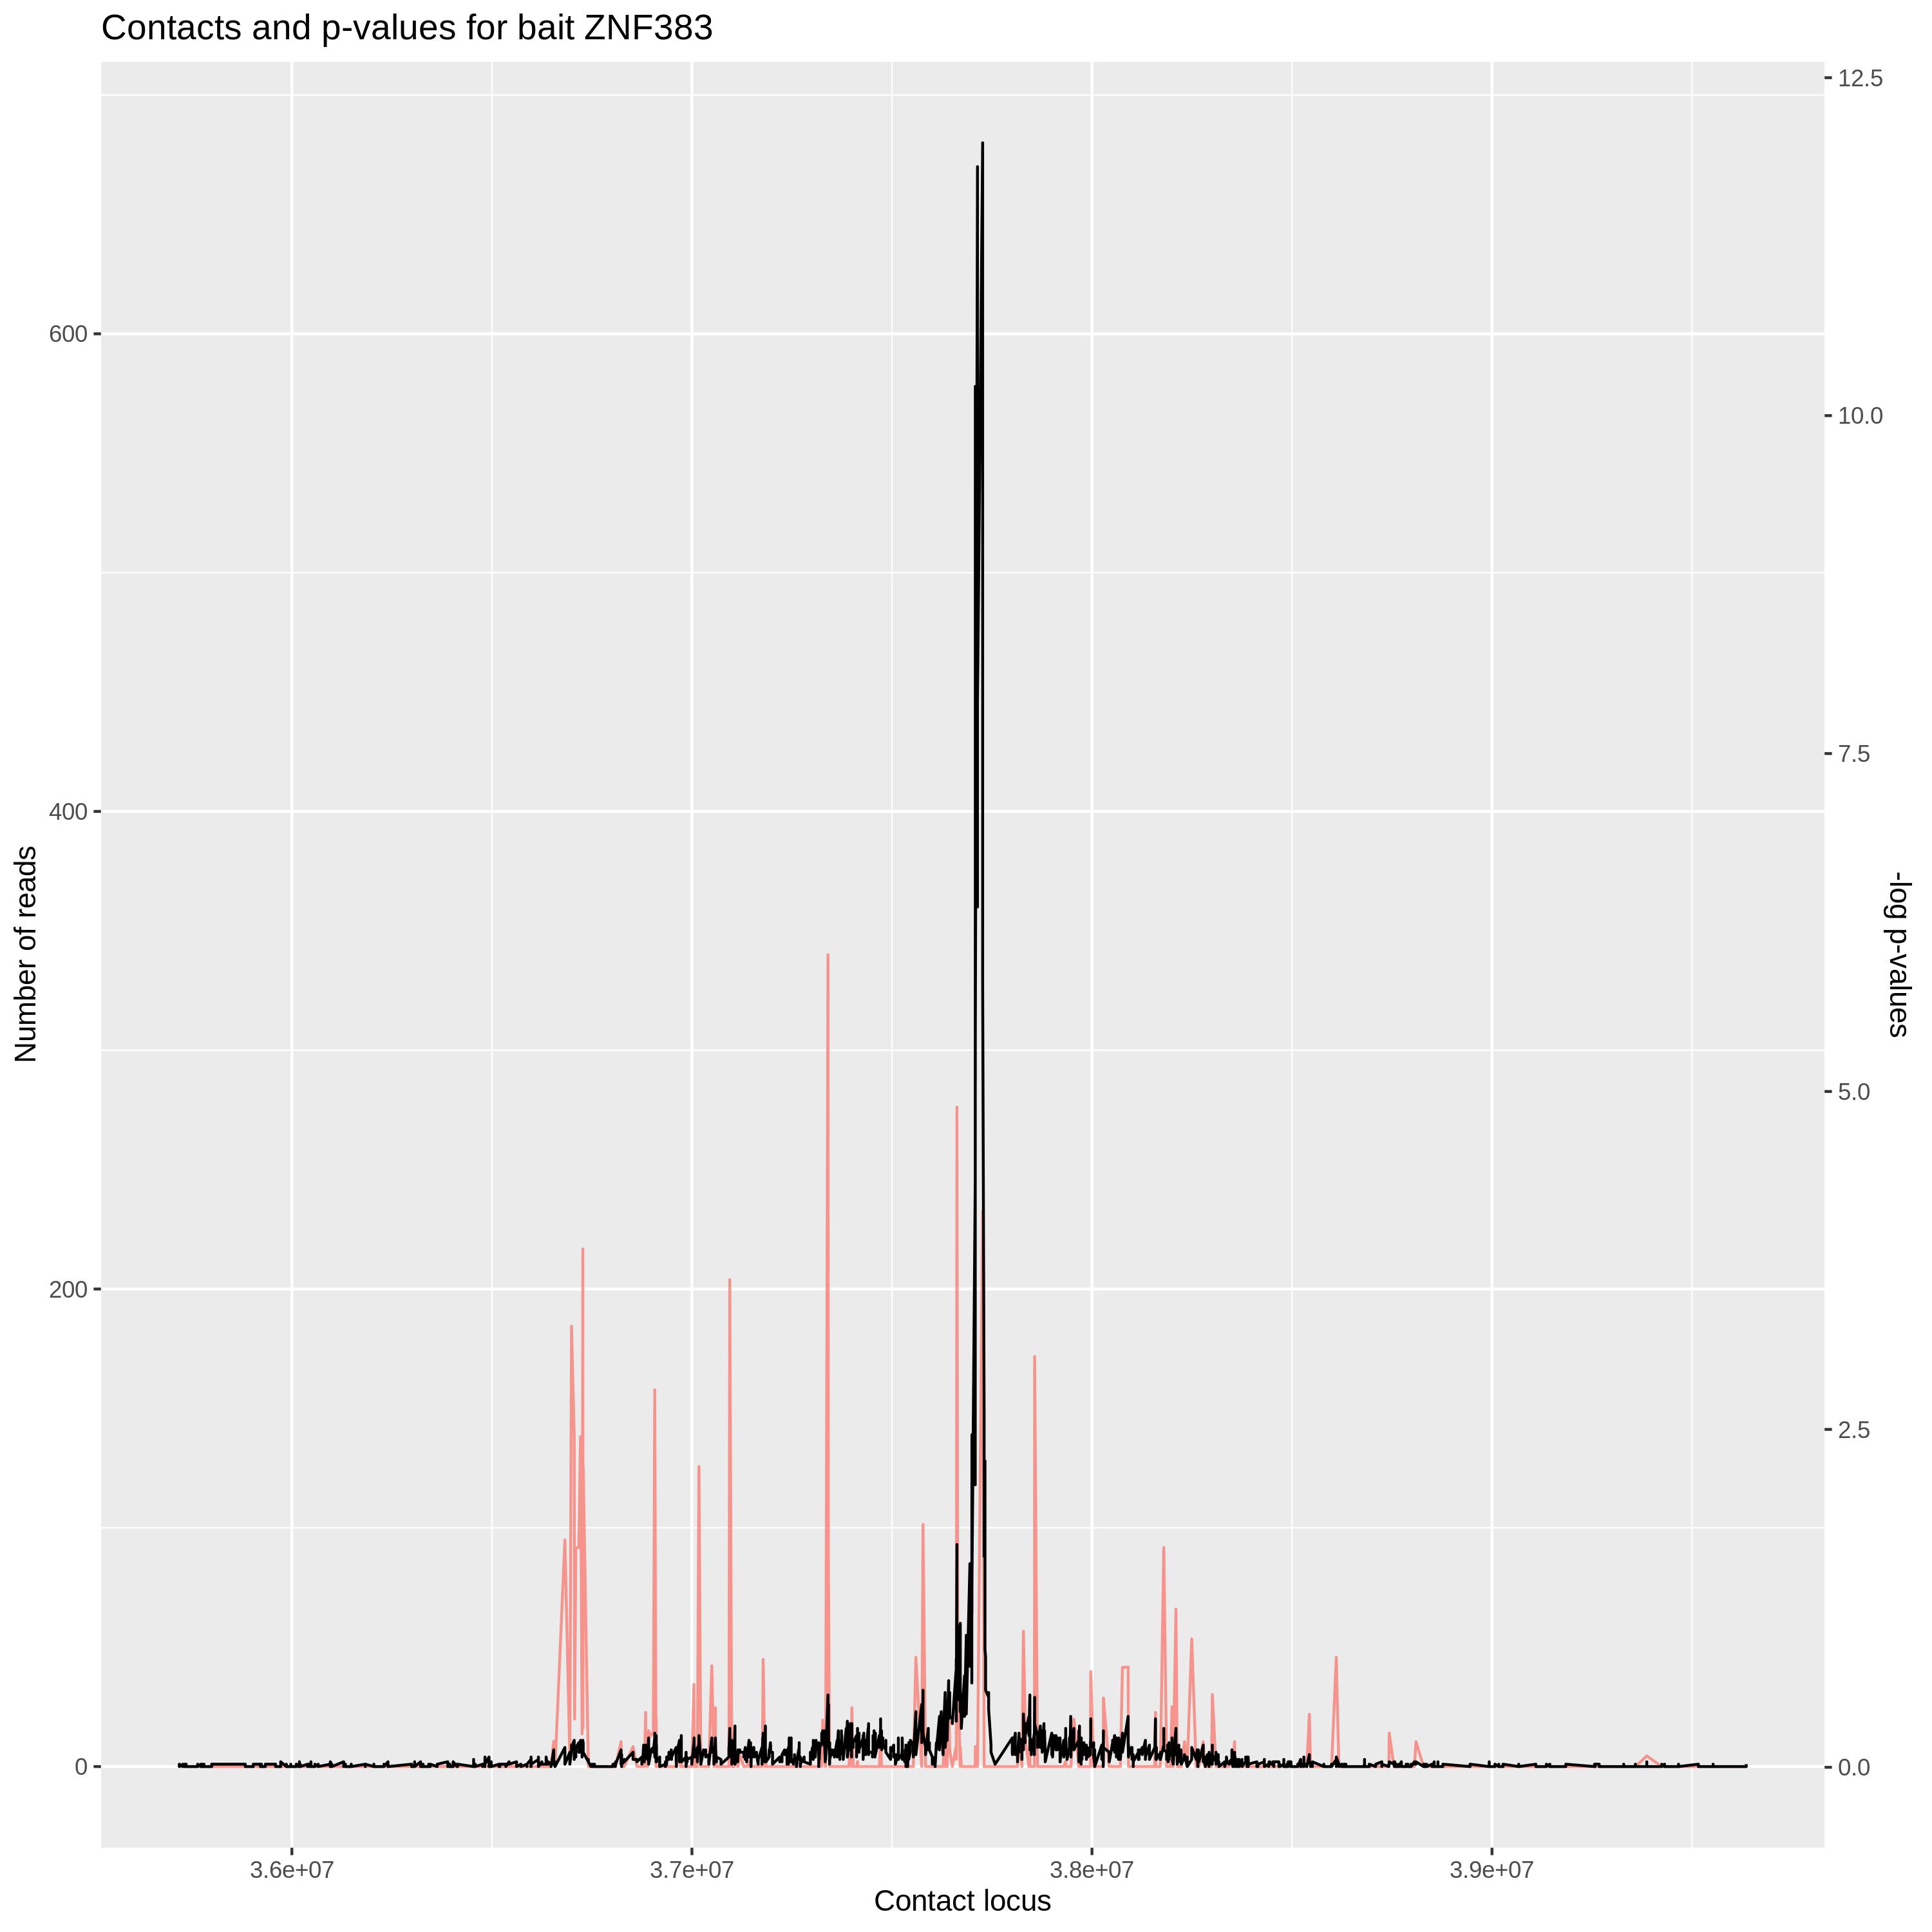 Contacts and p-values for bait ZNF383
12.5
10.0
7.5
5.0
2.5
0.0
600
400
200
0
Number of reads
-log p-values
3.6e+07
3.7e+07
3.8e+07
3.9e+07
Contact locus